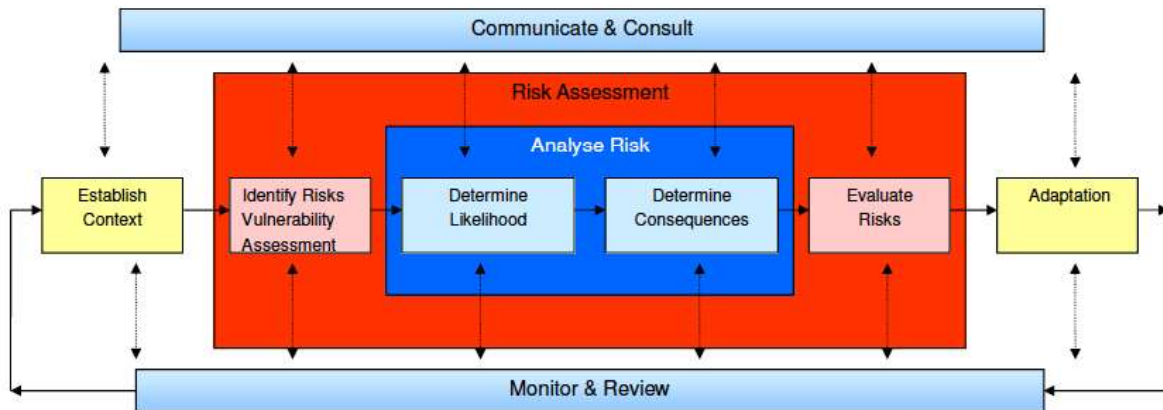 Communicate & Consult
Risk Assessment
Analyse Risk
Establish
Context
Identify Risks
Vulnerability
Assessment
Determine
Likelihood
Determine
Consequences
Evaluate
Risks
Adaptation
Monitor & Review